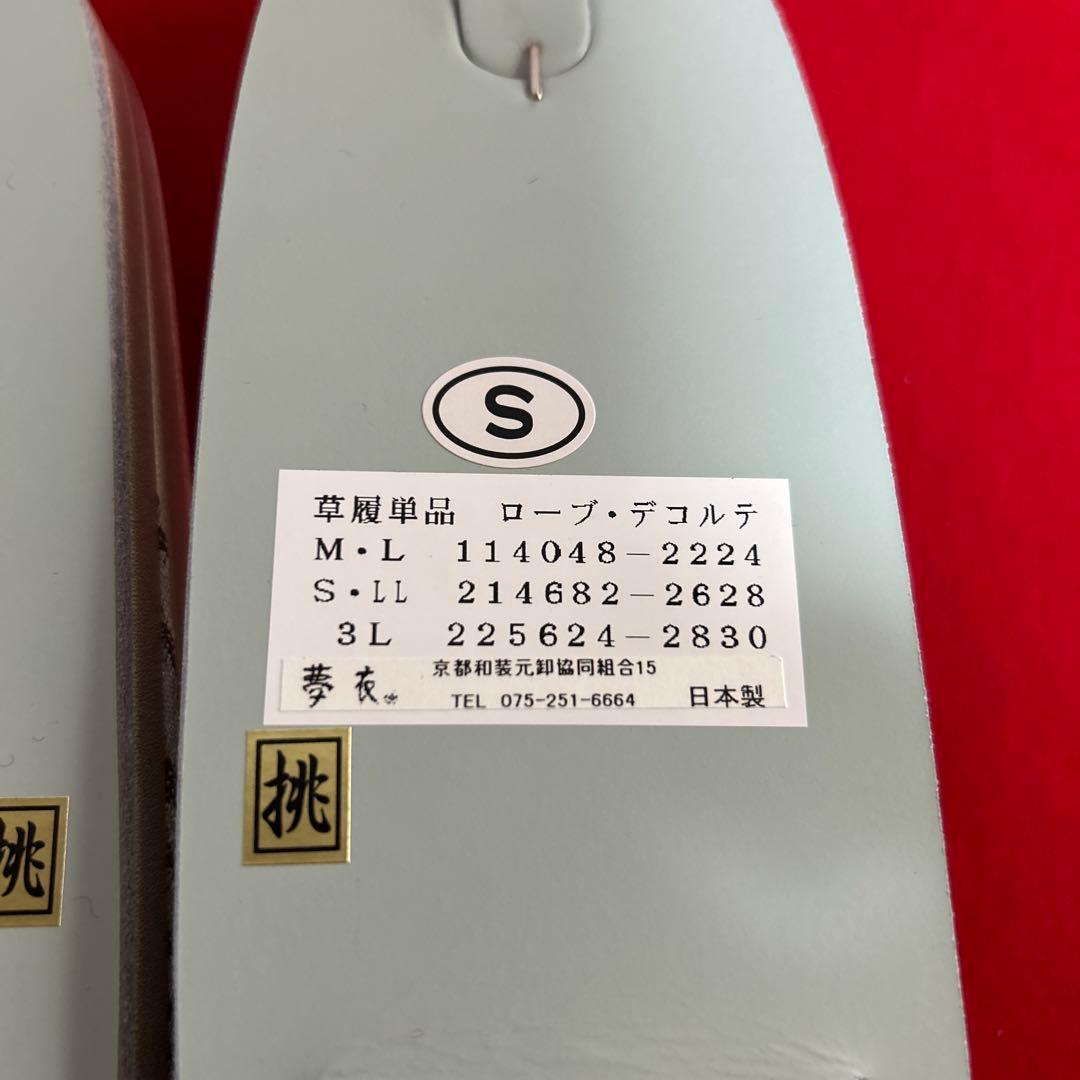 S
草履単品 ローブ・デコルテ
M・L 114048-2224
S・LL 214682-2628
3L 225624-2830
夢夜 京都和装元卸協同組合15
TEL 075-251-6664 日本製
挑
挑